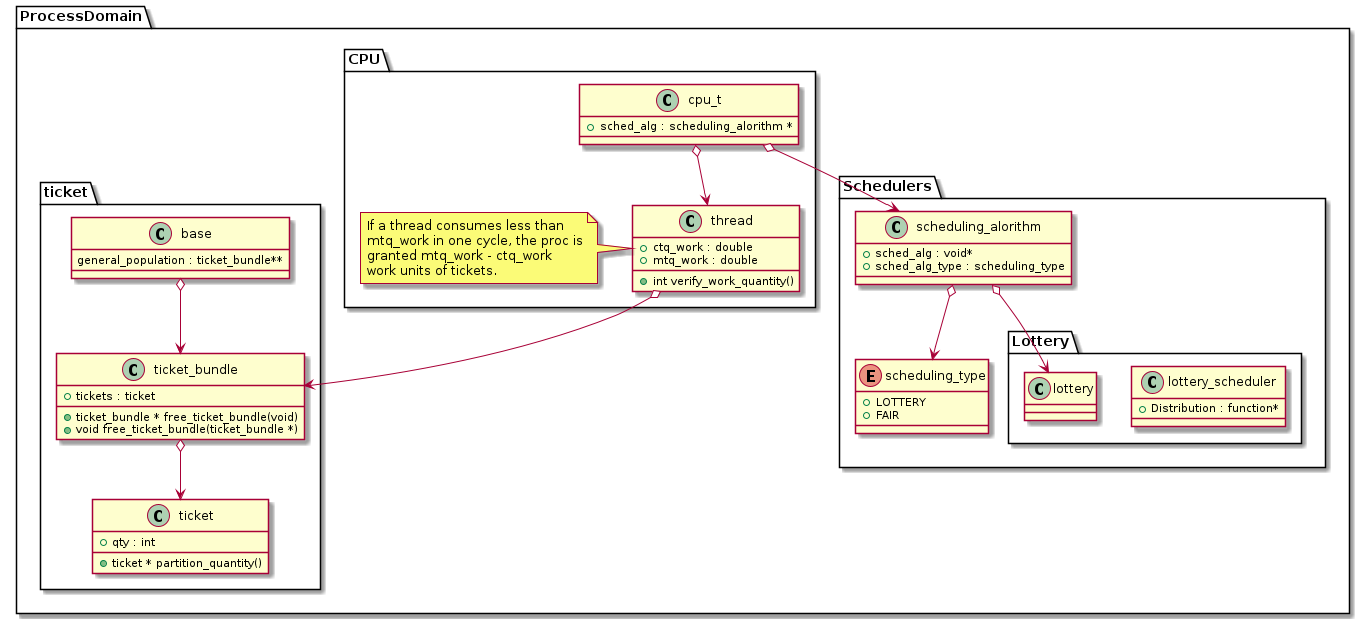 ProcessDomain
CPU
C cpu_t
sched_alg : scheduling_alorithm *
ticket
Schedulers
C base
general_population : ticket_bundle**
If a thread consumes less than
mtq_work in one cycle, the proc is
granted mtq_work - ctq_work
work units of tickets.
C thread
ctq_work : double
mtq_work : double
int verify_work_quantity()
C scheduling_alorithm
sched_alg : void*
sched_alg_type : scheduling_type
C ticket_bundle
tickets : ticket
ticket_bundle * free_ticket_bundle(void)
void free_ticket_bundle(ticket_bundle *)
E scheduling_type
LOTTERY
FAIR
Lottery
C lottery
C lottery_scheduler
Distribution : function*
C ticket
qty : int
ticket * partition_quantity()